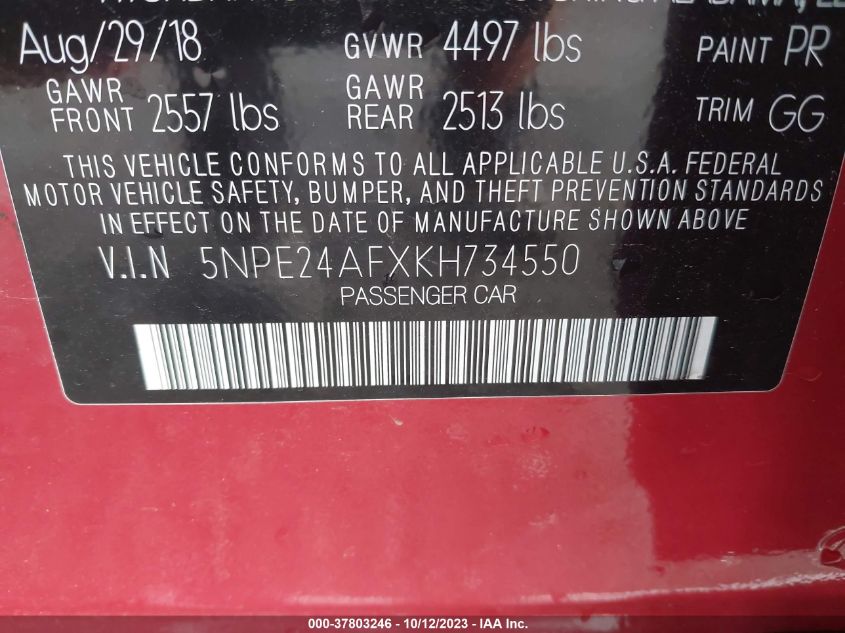 Aug/29/18 GVWR 4497 lbs PAINT PR
GAWR FRONT 2557 lbs GAWR REAR 2513 lbs TRIM GG
THIS VEHICLE CONFORMS TO ALL APPLICABLE U.S.A. FEDERAL
MOTOR VEHICLE SAFETY, BUMPER, AND THEFT PREVENTION STANDARDS
IN EFFECT ON THE DATE OF MANUFACTURE SHOWN ABOVE
V.I.N 5NPE24AFXKH734550
PASSENGER CAR
000-37803246 - 10/12/2023 - IAA Inc.